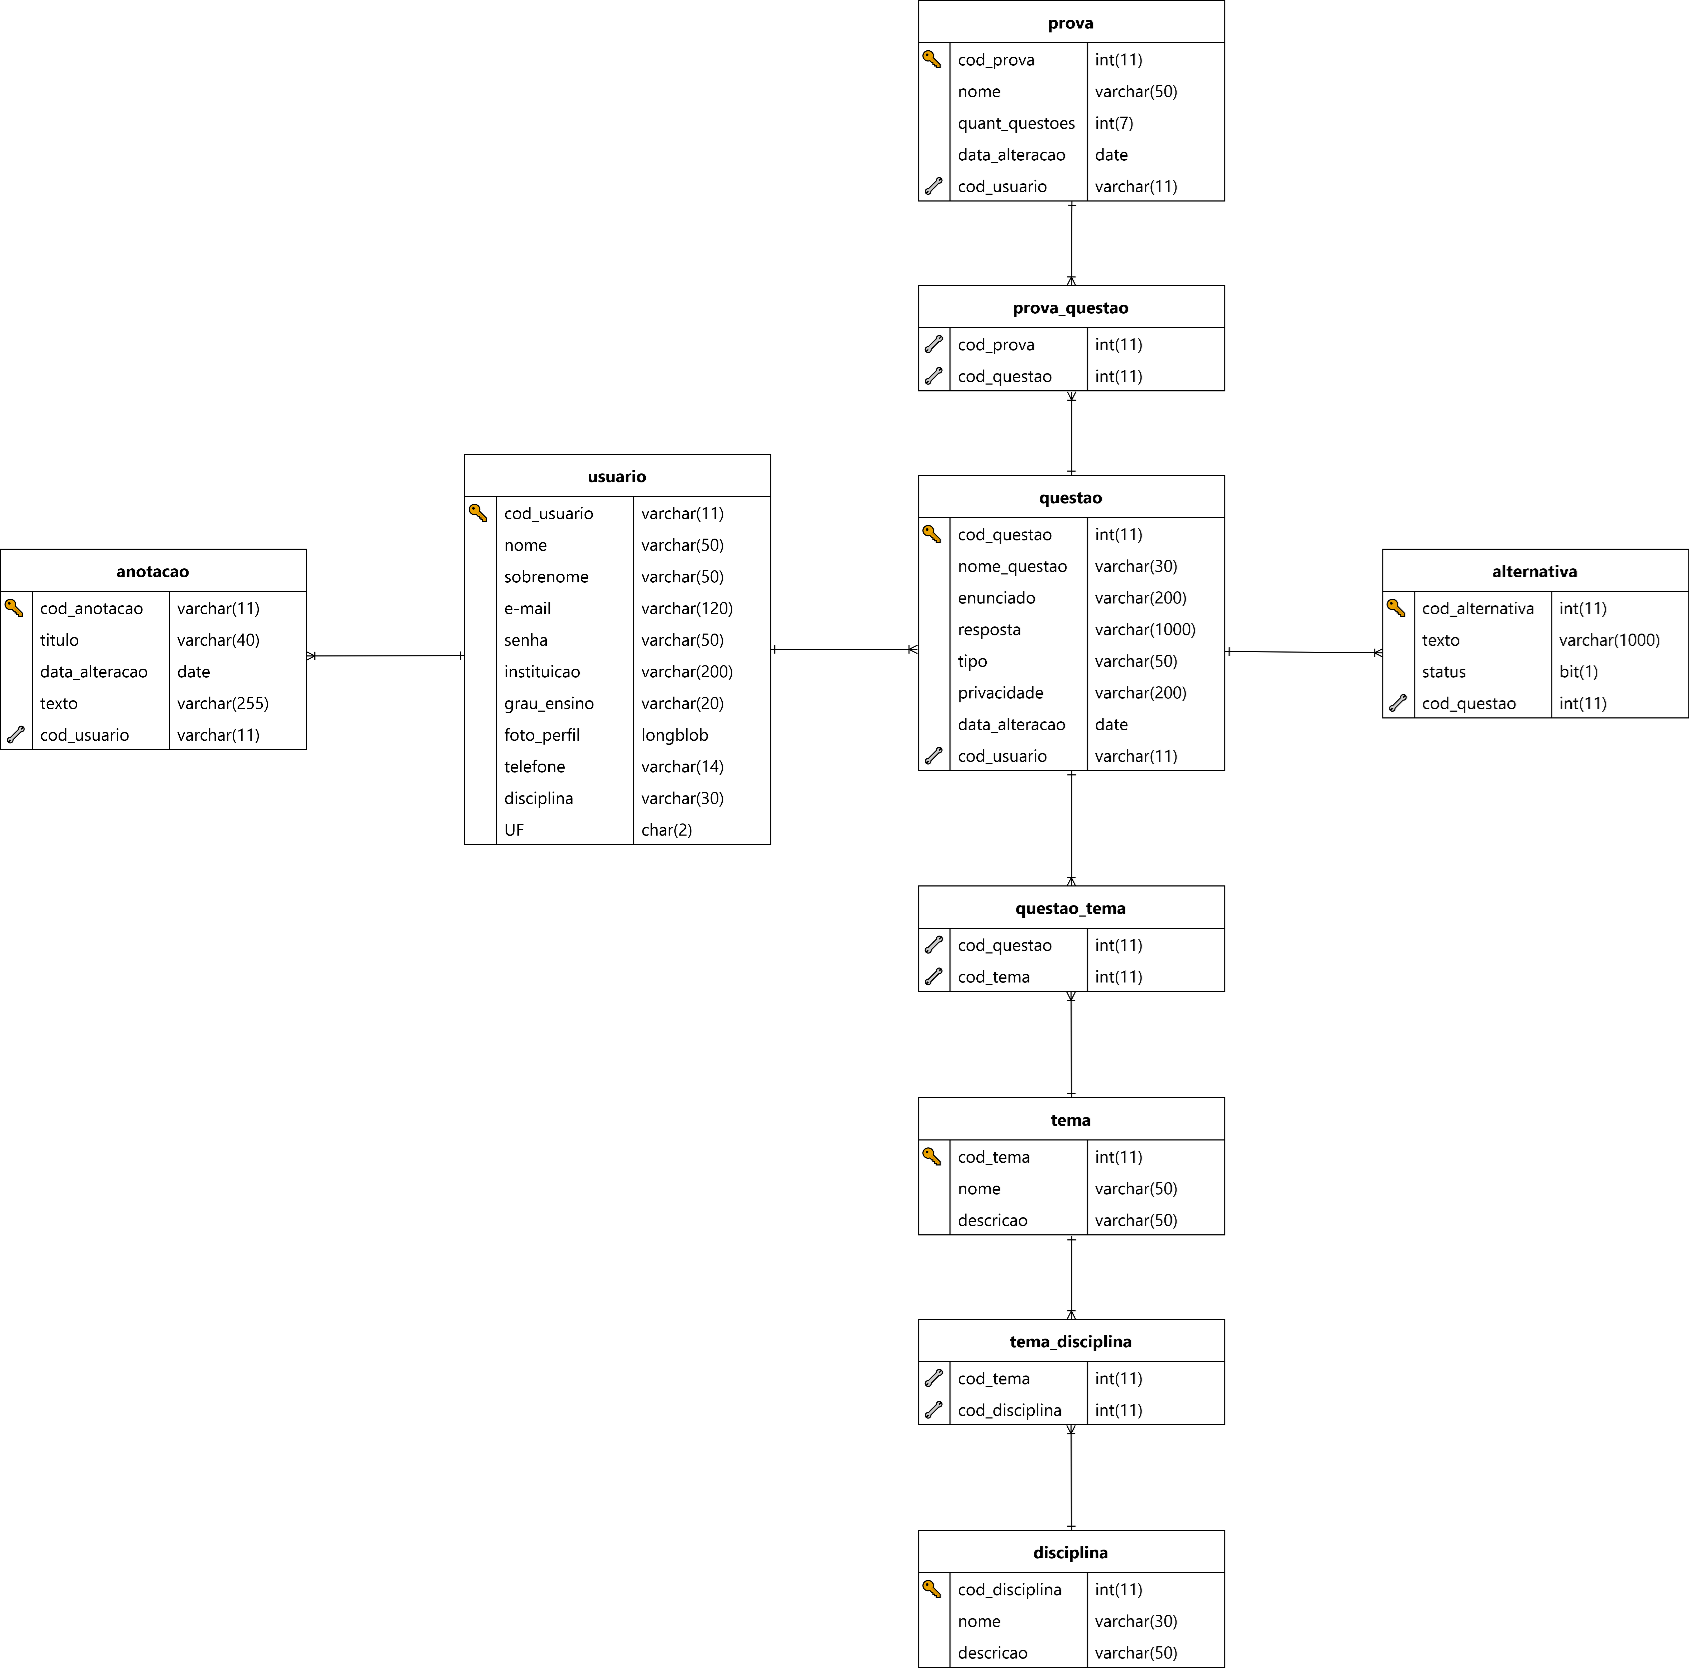 prova
cod_prova int(11)
nome varchar(50)
quant_questoes int(7)
data_alteracao date
cod_usuario varchar(11)
prova_questao
cod_prova int(11)
cod_questao int(11)
usuario
cod_usuario varchar(11)
nome varchar(50)
sobrenome varchar(50)
e-mail varchar(120)
senha varchar(50)
instituicao varchar(200)
grau_ensino varchar(20)
foto_perfil longblob
telefone varchar(14)
disciplina varchar(30)
UF char(2)
questao
cod_questao int(11)
nome_questao varchar(30)
enunciado varchar(200)
resposta varchar(1000)
tipo varchar(50)
privacidade varchar(200)
data_alteracao date
cod_usuario varchar(11)
anotacao
cod_anotacao varchar(11)
titulo varchar(40)
data_alteracao date
texto varchar(255)
cod_usuario varchar(11)
alternativa
cod_alternativa int(11)
texto varchar(1000)
status bit(1)
cod_questao int(11)
questao_tema
cod_questao int(11)
cod_tema int(11)
tema
cod_tema int(11)
nome varchar(50)
descricao varchar(50)
tema_disciplina
cod_tema int(11)
cod_disciplina int(11)
disciplina
cod_disciplina int(11)
nome varchar(30)
descricao varchar(50)